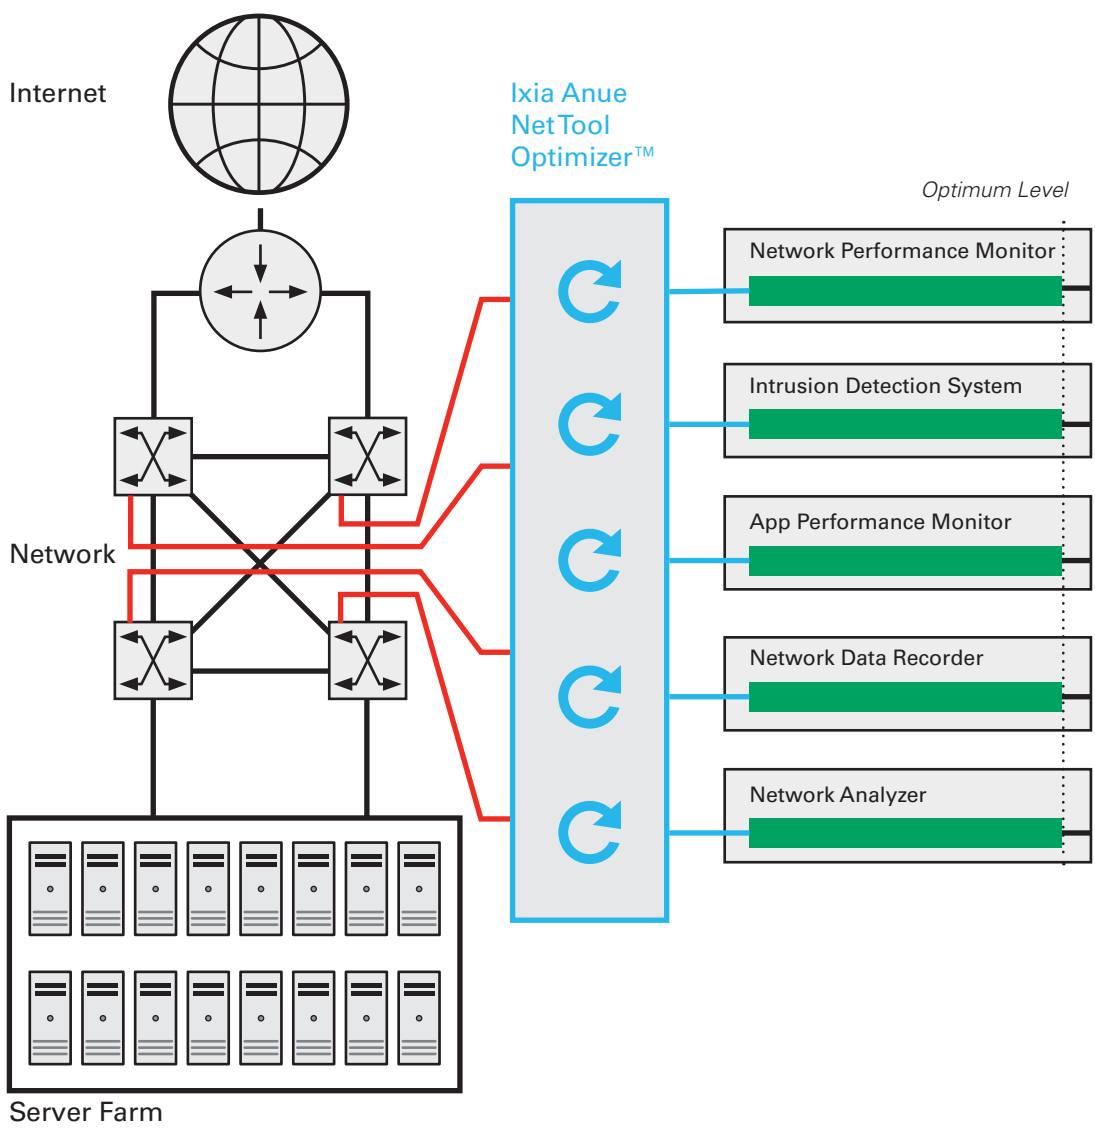 Internet
Ixia Anue
Net Tool
Optimizer™
Optimum Level
Network Performance Monitor
Intrusion Detection System
App Performance Monitor
Network
Network Data Recorder
Network Analyzer
Server Farm